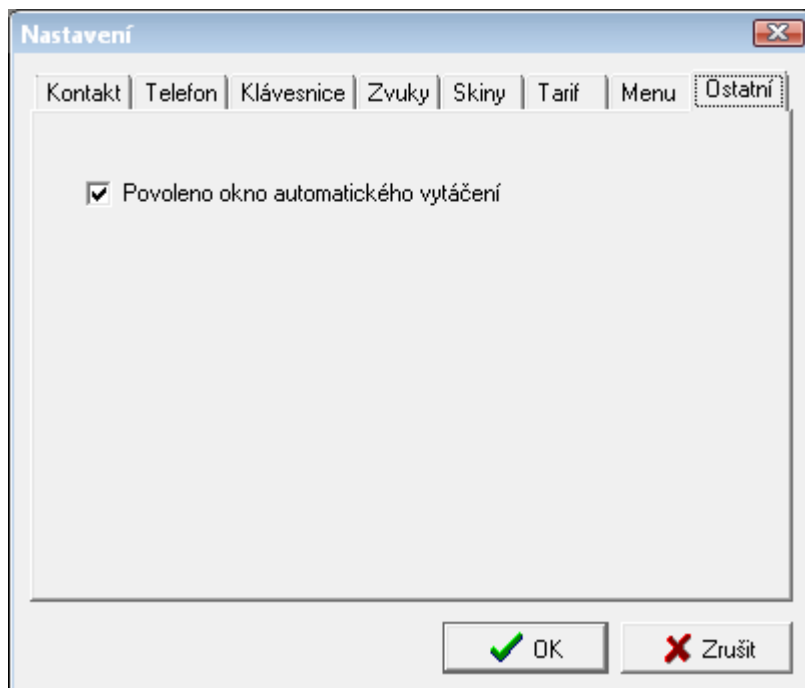 Nastavení
Kontakt Telefon Klávesnice Zvuky Skiny Tarif Menu Ostatní
Povoleno okno automatického vytáčení
OK Zrušit